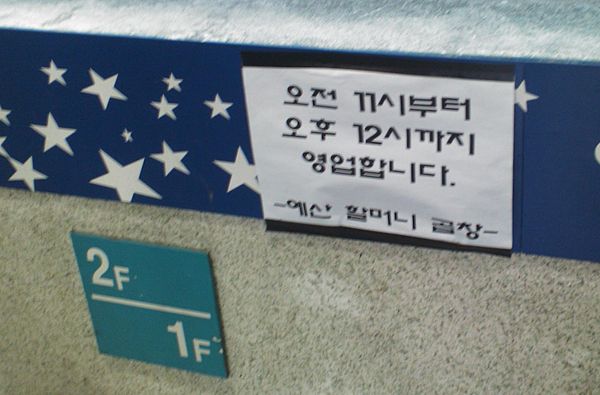 오전 11시부터
오후 12시까지
영업합니다.
-예산 할머니 곱창-
2F
1F